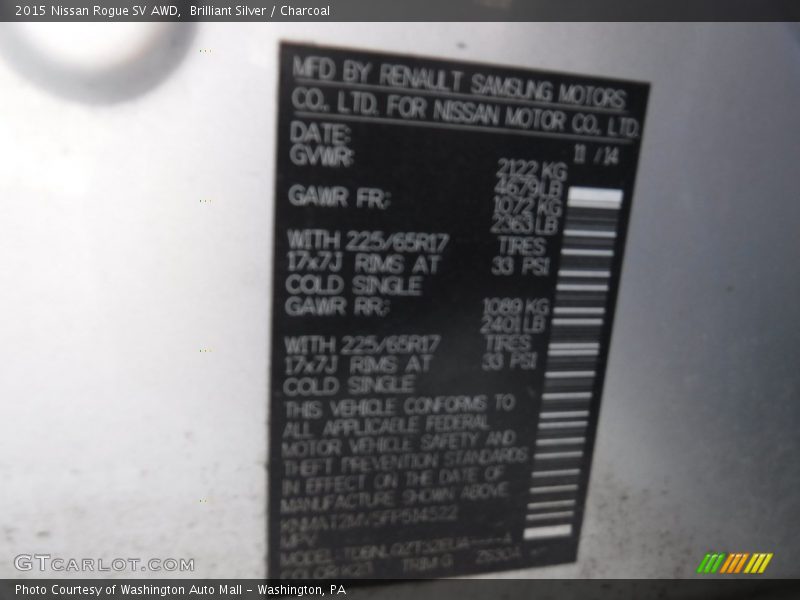 2015 Nissan Rogue SV AWD,  Brilliant Silver / Charcoal
MFD BY RENAULT SAMSUNG MOTORS
CO., LTD. FOR NISSAN MOTOR CO., LTD.
DATE: 11 /14
GVWR: 2122 KG
4679 LB
GAWR FR: 1072 KG
2363 LB
WITH 225/65R17 TIRES
17x7J RIMS AT 33 PSI
COLD SINGLE
GAWR RR: 1089 KG
2401 LB
WITH 225/65R17 TIRES
17x7J RIMS AT 33 PSI
COLD SINGLE
THIS VEHICLE CONFORMS TO
ALL APPLICABLE FEDERAL
MOTOR VEHICLE SAFETY AND
THEFT PREVENTION STANDARDS
IN EFFECT ON THE DATE OF
MANUFACTURE SHOWN ABOVE
MPV
MODEL
TRIM:G
GTCARLOT.COM
Photo Courtesy of Washington Auto Mall - Washington, PA